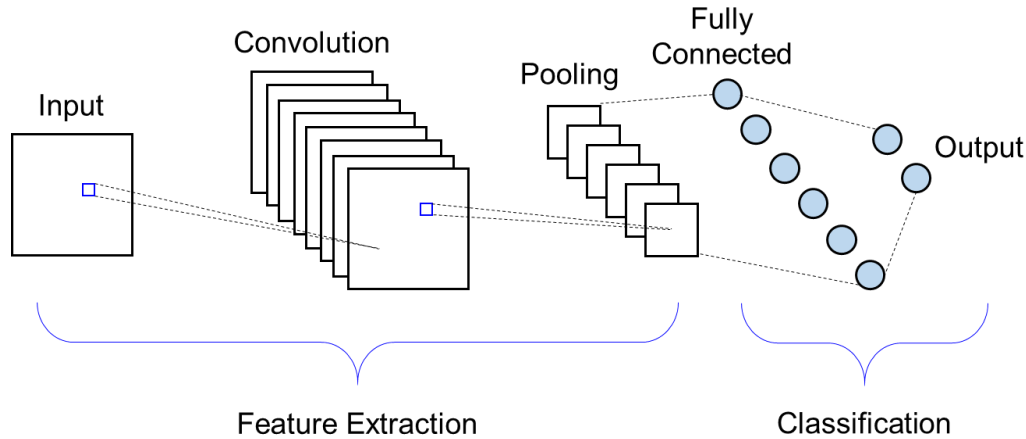 Input
Convolution
Pooling
Fully
Connected
Output
Feature Extraction
Classification